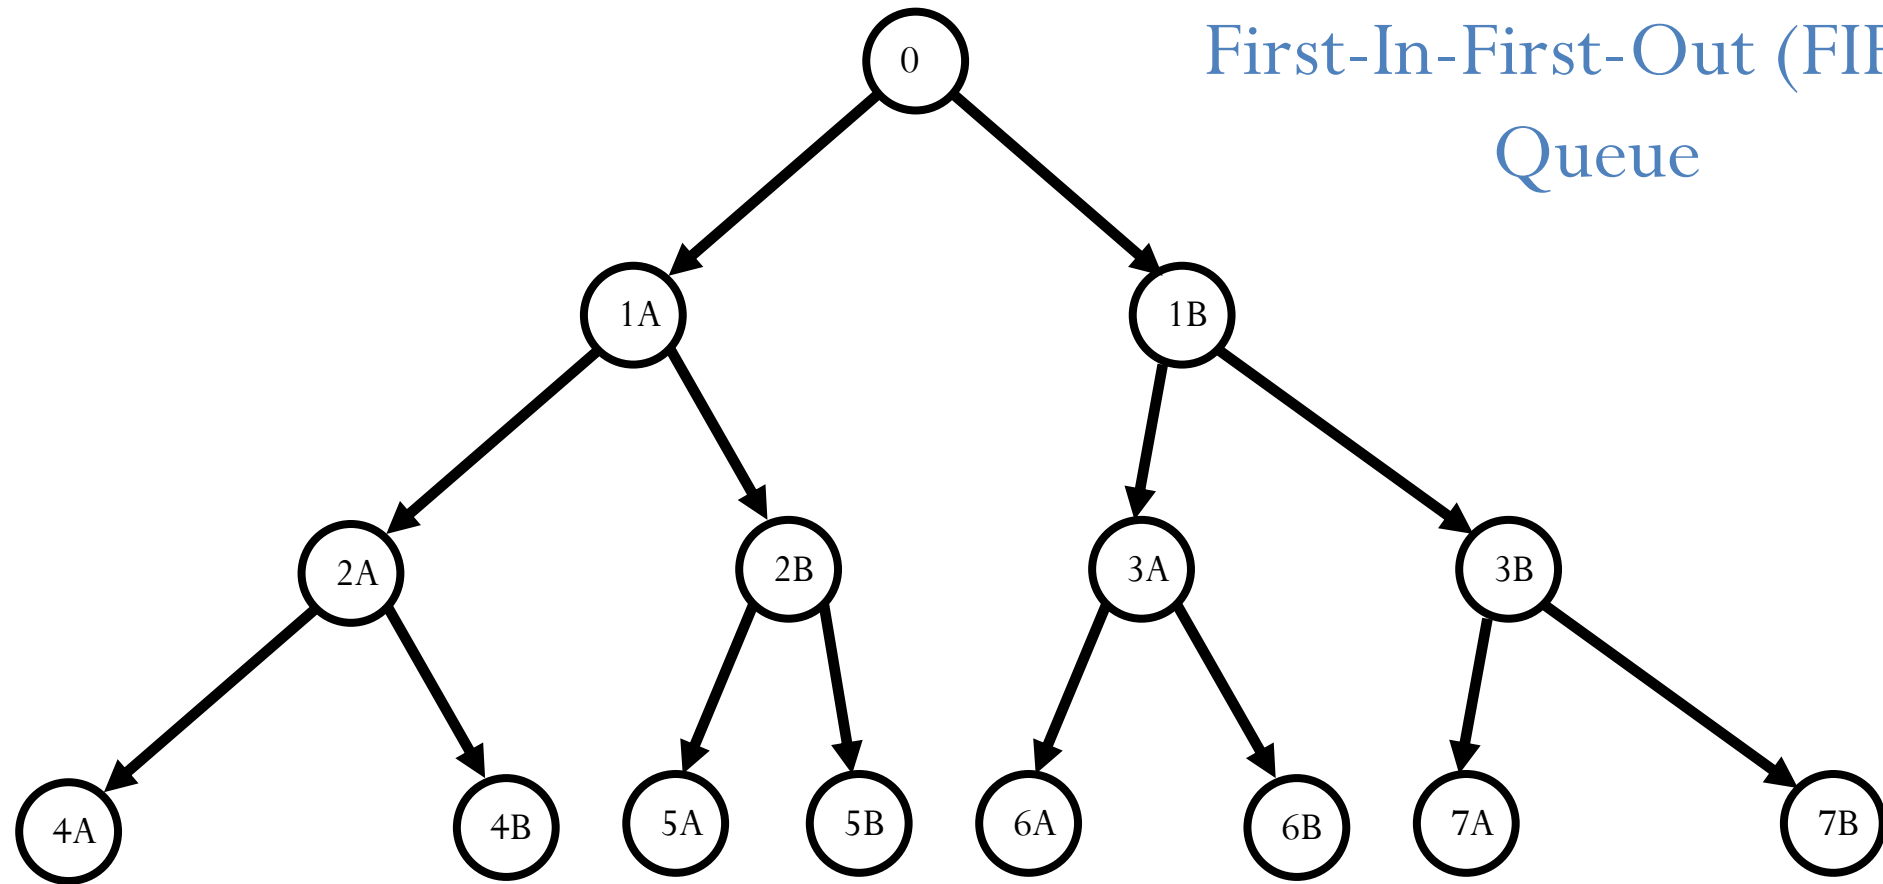 First-In-First-Out (FIF
Queue
0
1A
1B
2A
2B
3A
3B
4A
4B
5A
5B
6A
6B
7A
7B